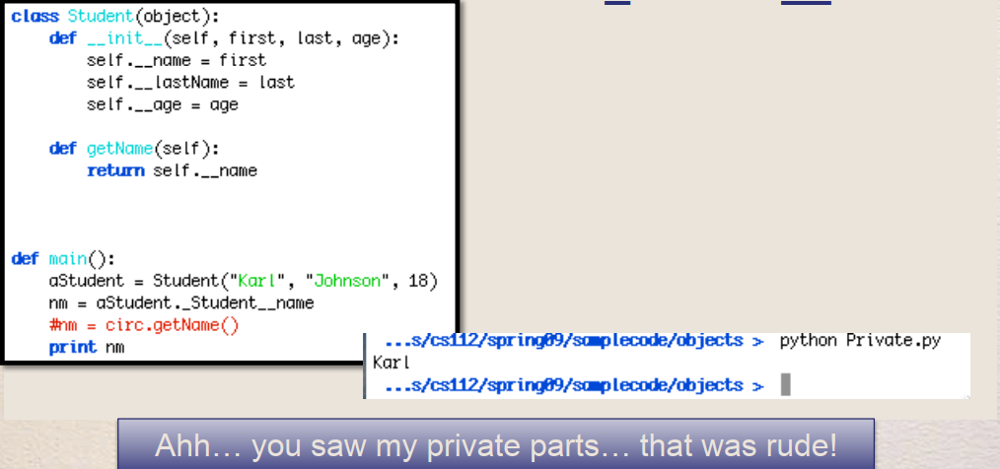 class Student(object):
    def __init__(self, first, last, age):
        self.__name = first
        self.__lastName = last
        self.__age = age
    def getName(self):
        return self.__name
def main():
    aStudent = Student("Karl", "Johnson", 18)
    nm = aStudent._Student__name
    #nm = circ.getName()
    print nm
...s/cs112/spring09/samplecode/objects > python Private.py
Karl
...s/cs112/spring09/samplecode/objects >
Ahh… you saw my private parts… that was rude!